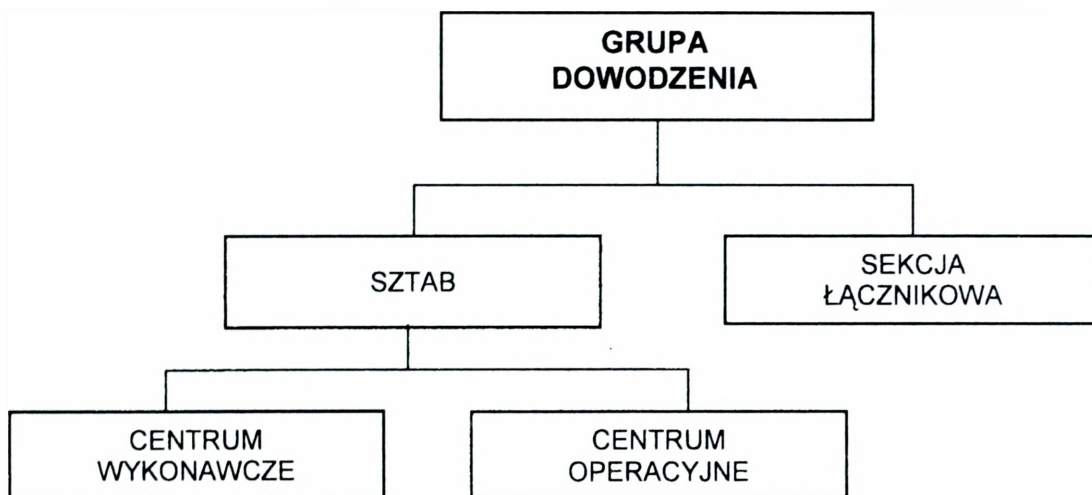 GRUPA
DOWODZENIA
SZTAB
SEKCJA
ŁĄCZNIKOWA
CENTRUM
WYKONAWCZE
CENTRUM
OPERACYJNE